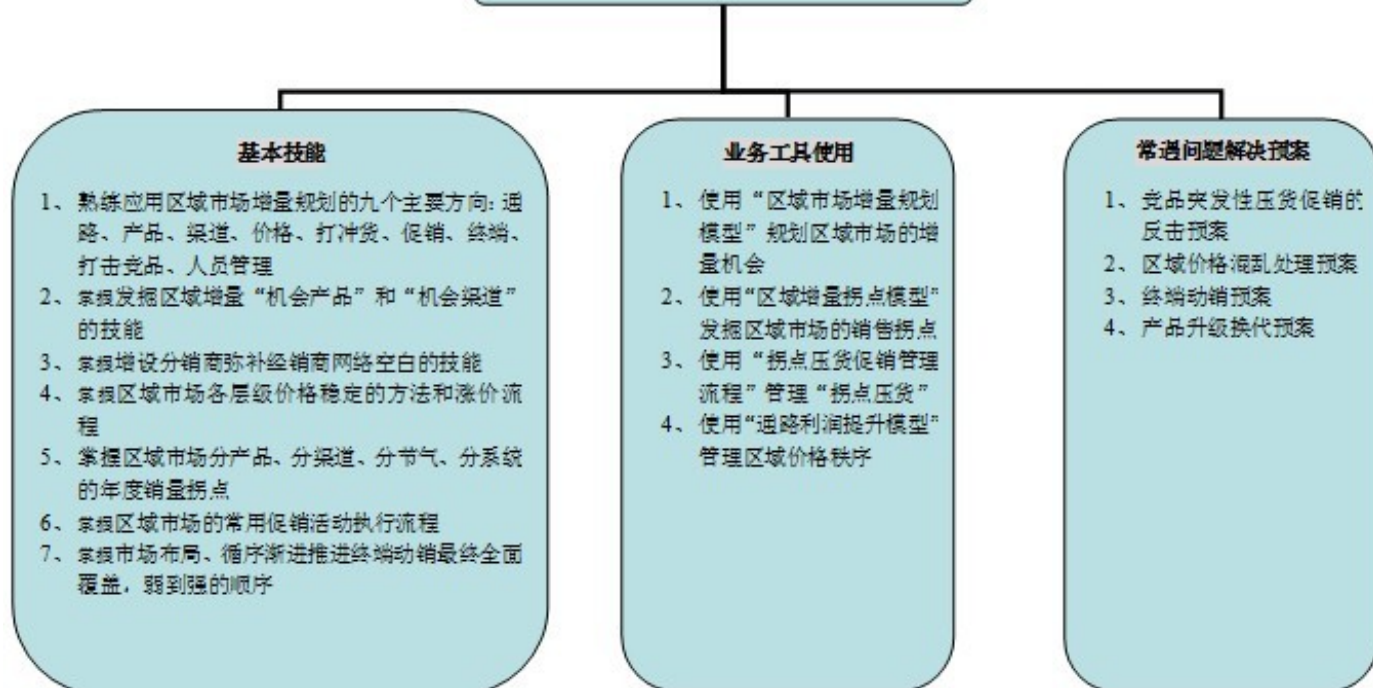 基本技能
1、熟练应用区域市场增量规划的九个主要方向：通
路、产品、渠道、价格、打冲货、促销、终端、
打击竞品、人员管理
2、掌握发掘区域增量“机会产品”和“机会渠道”
的技能
3、掌握增设分销商弥补经销商网络空白的技能
4、掌握区域市场各层级价格稳定的方法和涨价流
程
5、掌握区域市场分产品、分渠道、分节气、分系统
的年度销量拐点
6、掌握区域市场的常用促销活动执行流程
7、掌握市场布局、循序渐进推进终端动销最终全面
覆盖，弱到强的顺序
业务工具使用
1、使用“区域市场增量规划
模型”规划区域市场的增
量机会
2、使用“区域增量拐点模型”
发掘区域市场的销售拐点
3、使用“拐点压货促销管理
流程”管理“拐点压货”
4、使用“通路利润提升模型”
管理区域价格秩序
常遇问题解决预案
1、竞品突发性压货促销的
反击预案
2、区域价格混乱处理预案
3、终端动销预案
4、产品升级换代预案